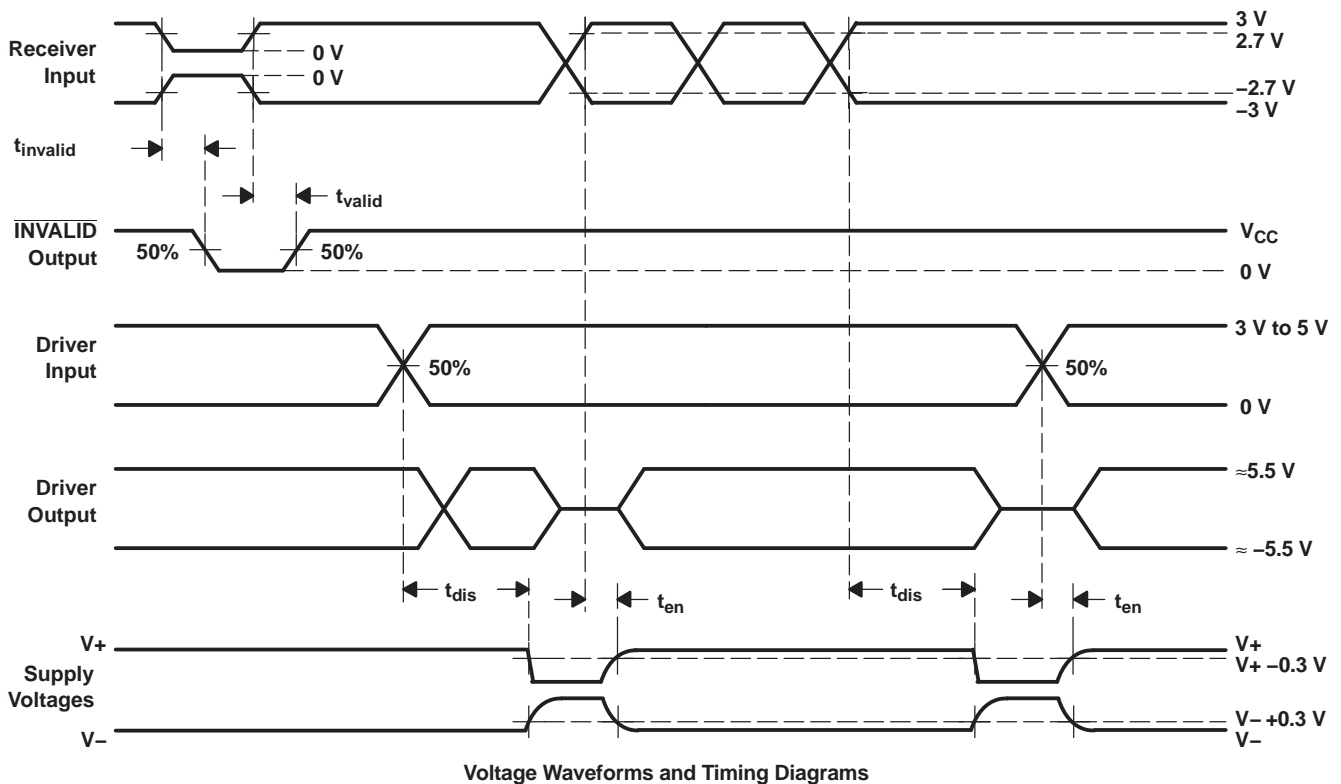 3 V
2.7 V
Receiver
Input
0 V
0 V
−2.7 V
−3 V
tinvalid
tvalid
INVALID
Output
50%
50%
VCC
0 V
Driver
Input
50%
50%
3 V to 5 V
0 V
Driver
Output
≈5.5 V
≈ −5.5 V
tdis
ten
tdis
ten
V+
Supply
Voltages
V−
V+
V+ −0.3 V
V− +0.3 V
V−
Voltage Waveforms and Timing Diagrams